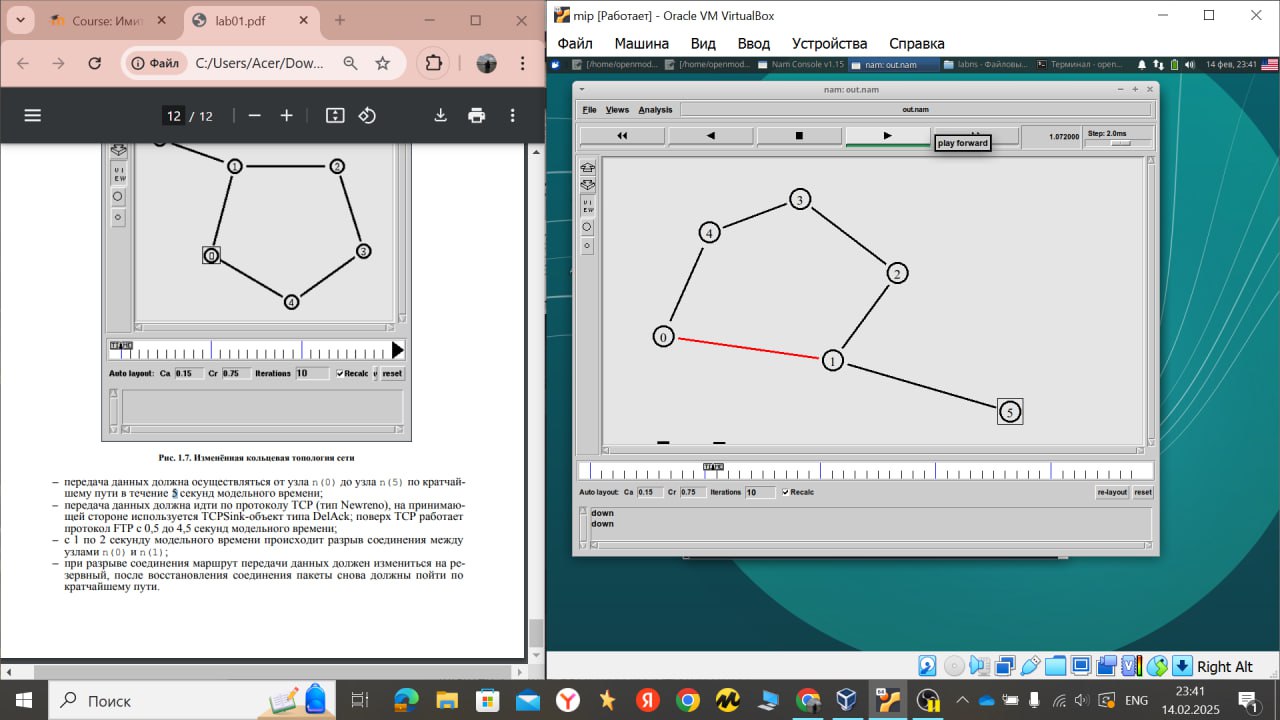 Course: Ими
lab01.pdf
Файл
C:/Users/Acer/Dow...
12 / 12
V I E W
1
2
0
3
4
Auto layout:
Ca 0.15
Cr 0.75
Iterations 10
Recalc
reset
Рис. 1.7. Изменённая кольцевая топология сети
– передача данных должна осуществляться от узла n(0) до узла n(5) по кратчай-
шему пути в течение 5 секунд модельного времени;
– передача данных должна идти по протоколу TCP (тип Newreno), на принимаю-
щей стороне используется TCPSink-объект типа DelAck; поверх TCP работает
протокол FTP с 0,5 до 4,5 секунд модельного времени;
– с 1 по 2 секунду модельного времени происходит разрыв соединения между
узлами n(0) и n(1);
– при разрыве соединения маршрут передачи данных должен измениться на ре-
зервный, после восстановления соединения пакеты снова должны пойти по
кратчайшему пути.
mip [Работает] - Oracle VM VirtualBox
Файл Машина Вид Ввод Устройства Справка
[/home/openmod...
[/home/openmod...
Nam Console v1.15
nam: out.nam
labns - Файловы...
Терминал - open...
14 фев, 23:41
nam: out.nam
File Views Analysis
out.nam
1.072000
Step: 2.0ms
play forward
V I E W
3
4
2
0
1
5
TIME
Auto layout:
Ca 0.15
Cr 0.75
Iterations 10
Recalc
re-layout
reset
down
down
Right Alt
Поиск
ENG
23:41
14.02.2025
1